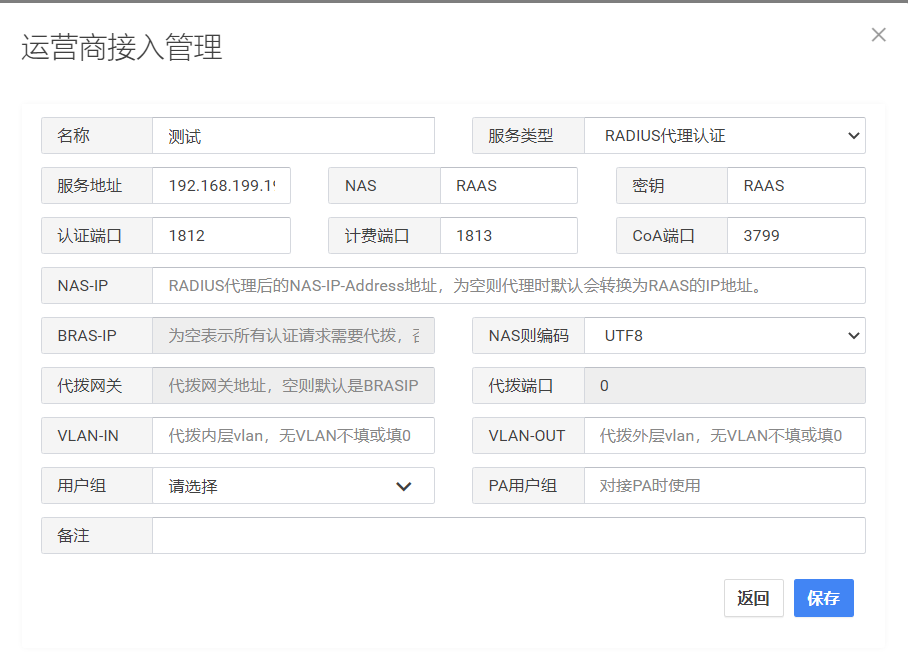 运营商接入管理
名称 测试 服务类型 RADIUS代理认证
服务地址 192.168.199.1 NAS RAAS 密钥 RAAS
认证端口 1812 计费端口 1813 CoA端口 3799
NAS-IP RADIUS代理后的NAS-IP-Address地址，为空则代理时默认会转换为RAAS的IP地址。
BRAS-IP 为空表示所有认证请求需要代拨， NAS则编码 UTF8
代拨网关 代拨网关地址，空则默认是BRASIP 代拨端口 0
VLAN-IN 代拨内层vlan，无VLAN不填或填0 VLAN-OUT 代拨外层vlan，无VLAN不填或填0
用户组 请选择 PA用户组 对接PA时使用
备注
返回 保存